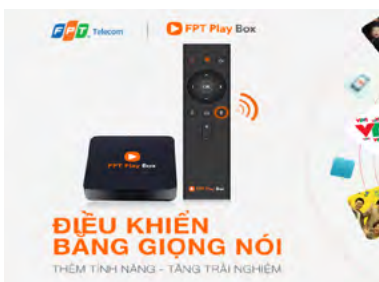 FPT Telecom
FPT Play Box
OK
FPT Play Box
FPT Play Box
ĐIỀU KHIỂN
BẰNG GIỌNG NÓI
THÊM TÍNH NĂNG - TĂNG TRẢI NGHIỆM